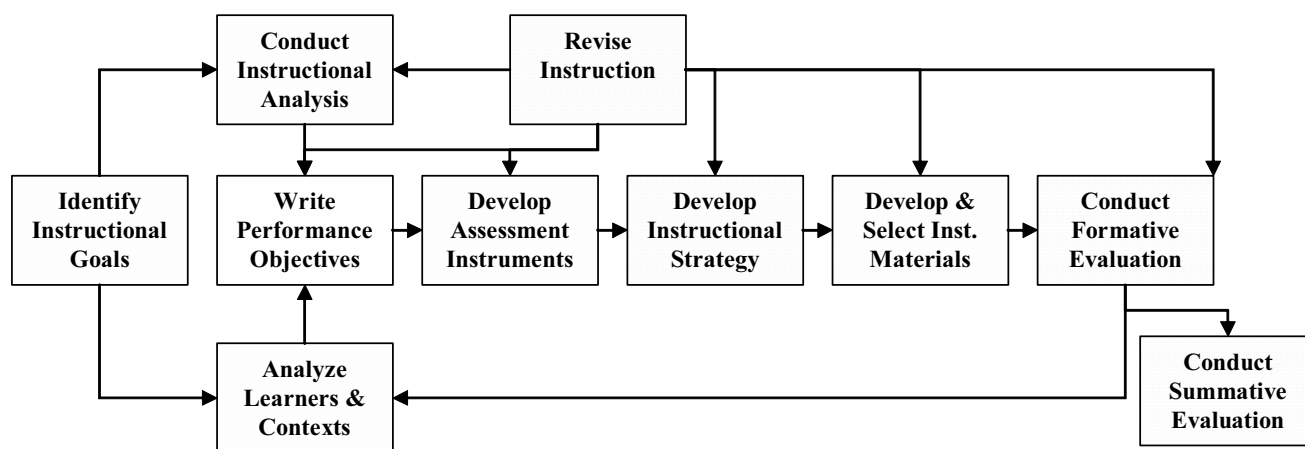 Conduct
Instructional
Analysis
Revise
Instruction
Identify
Instructional
Goals
Write
Performance
Objectives
Develop
Assessment
Instruments
Develop
Instructional
Strategy
Develop &
Select Inst.
Materials
Conduct
Formative
Evaluation
Analyze
Learners &
Contexts
Conduct
Summative
Evaluation